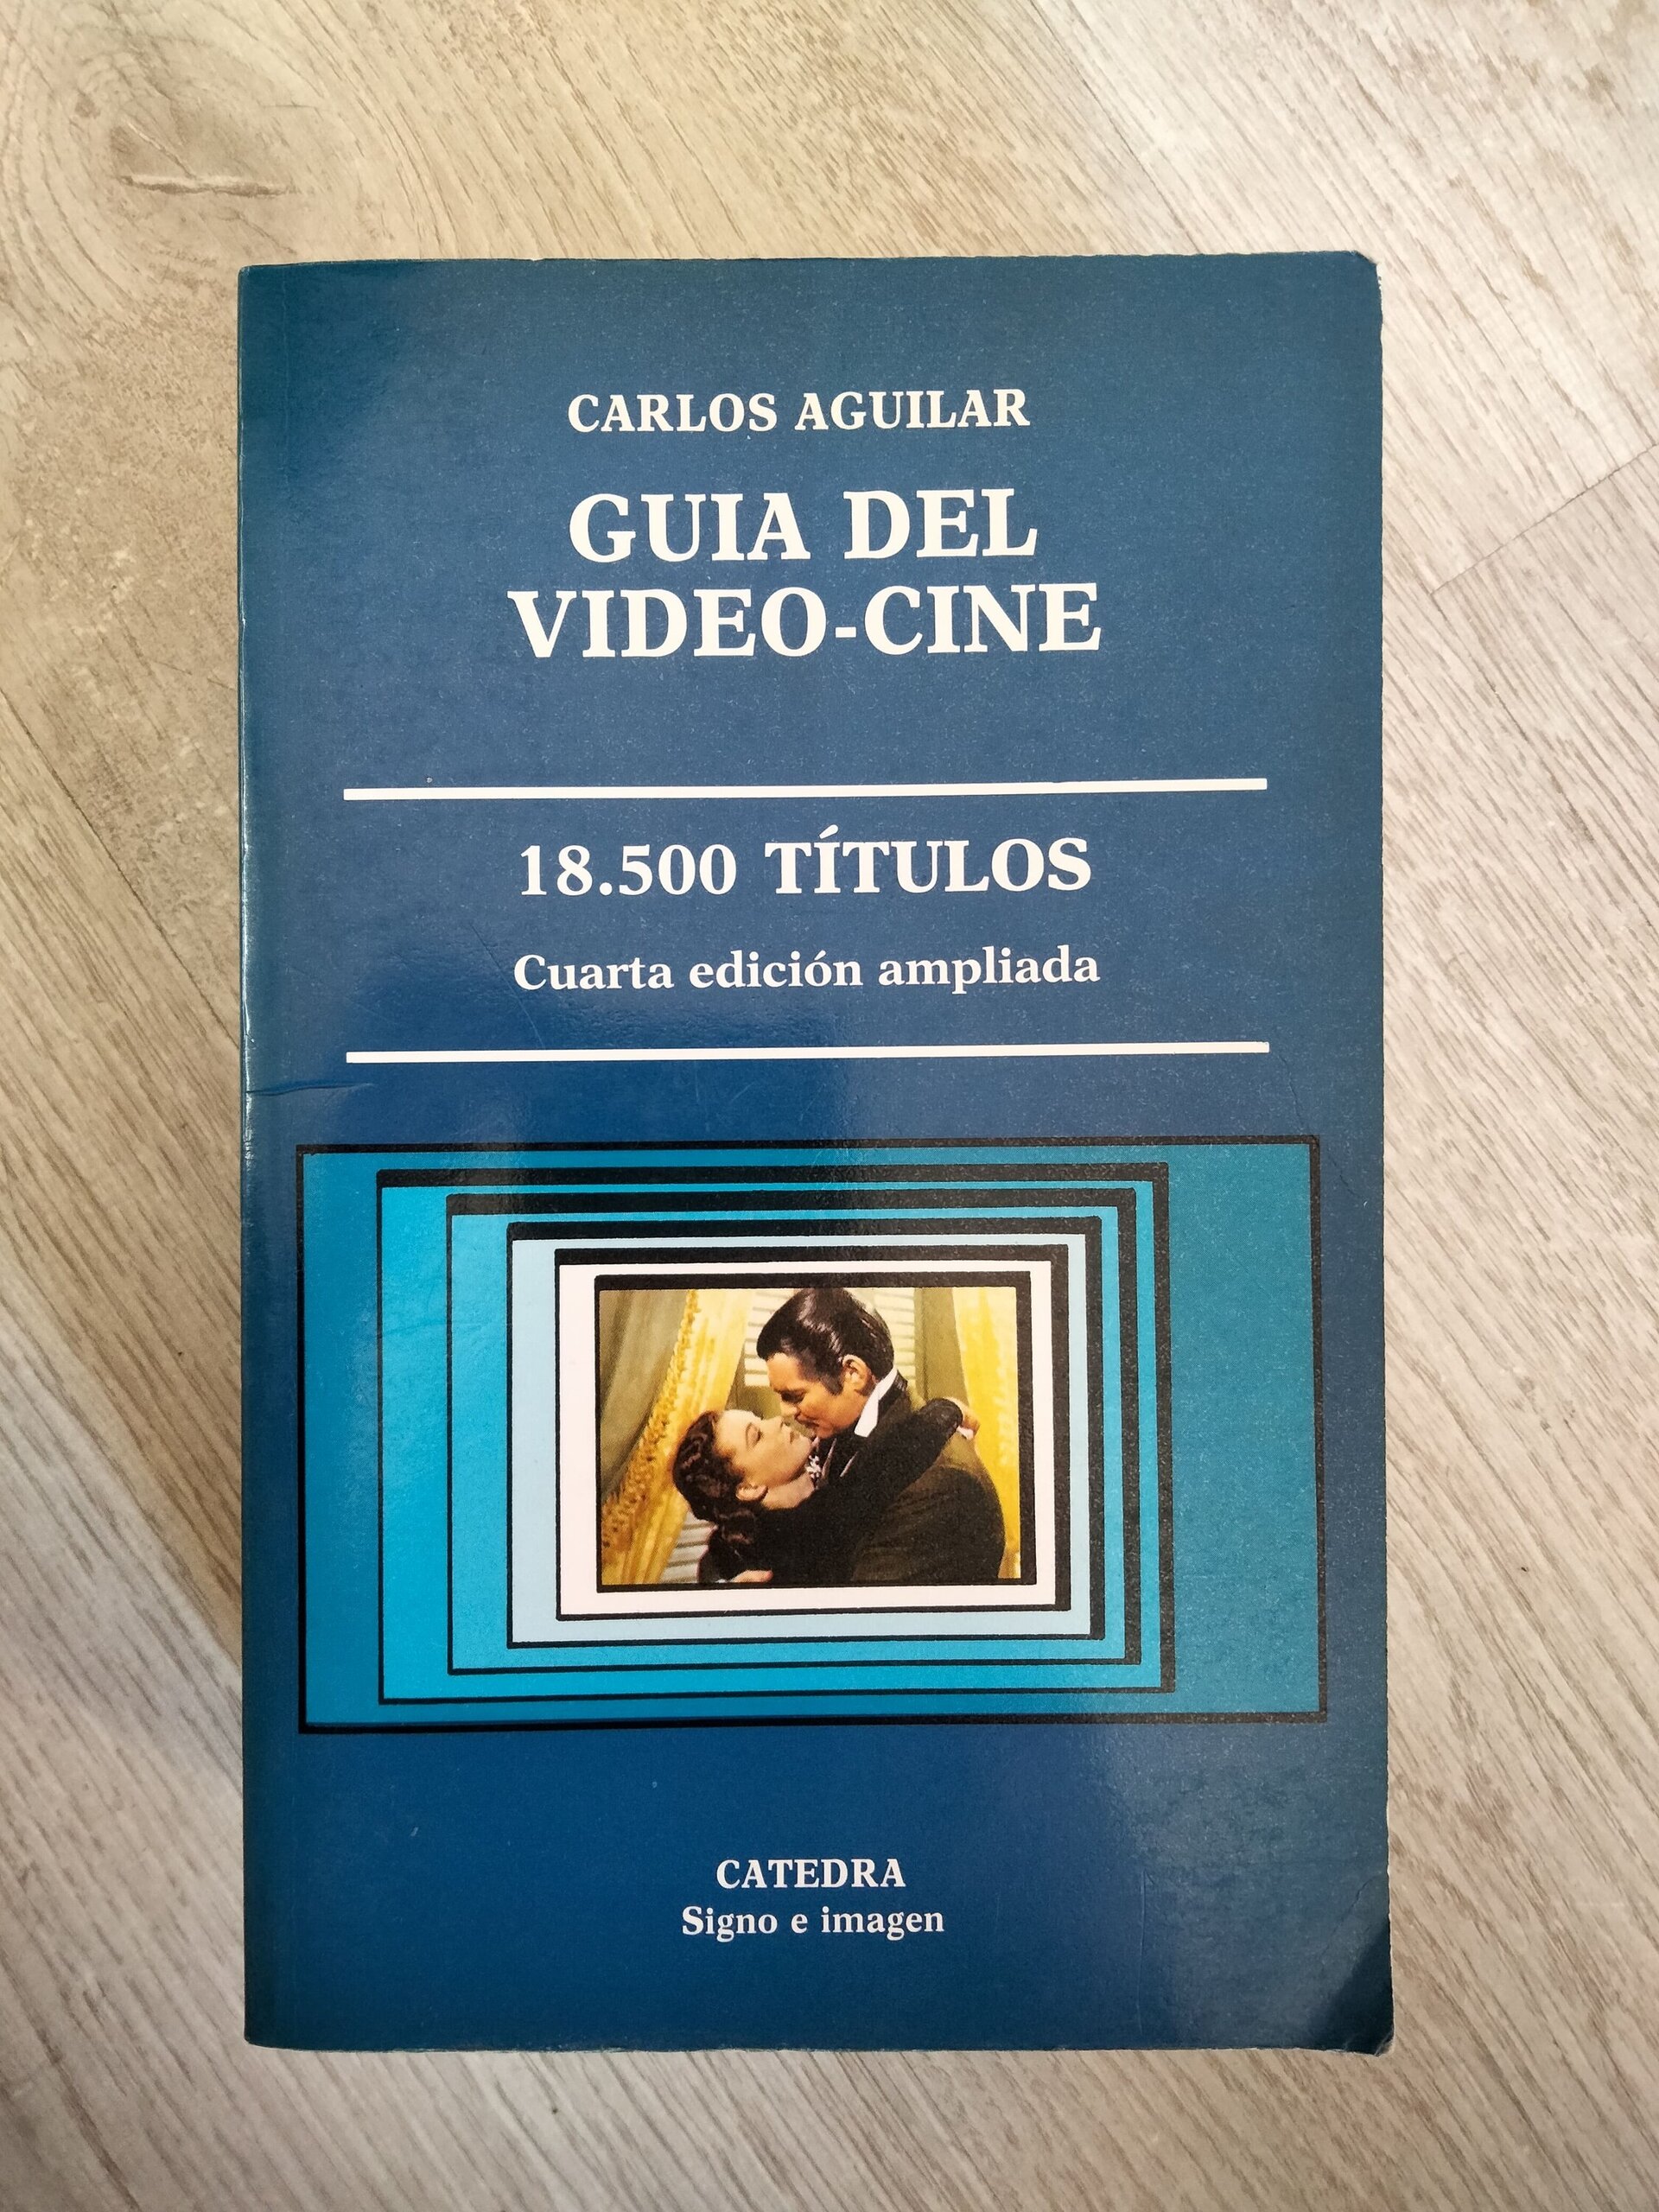 CARLOS AGUILAR
GUIA DEL
VIDEO-CINE
18.500 TÍTULOS
Cuarta edición ampliada
CATEDRA
Signo e imagen